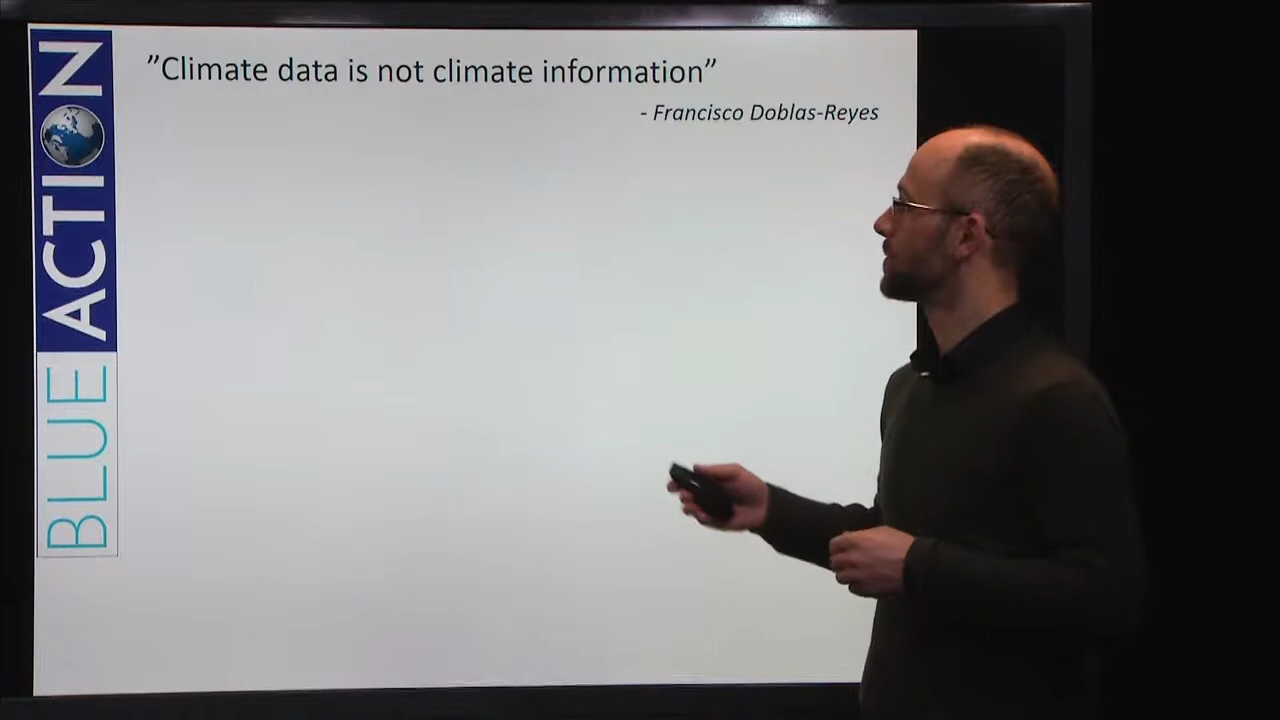 ”Climate data is not climate information”
- Francisco Doblas-Reyes
BLUE ACTION